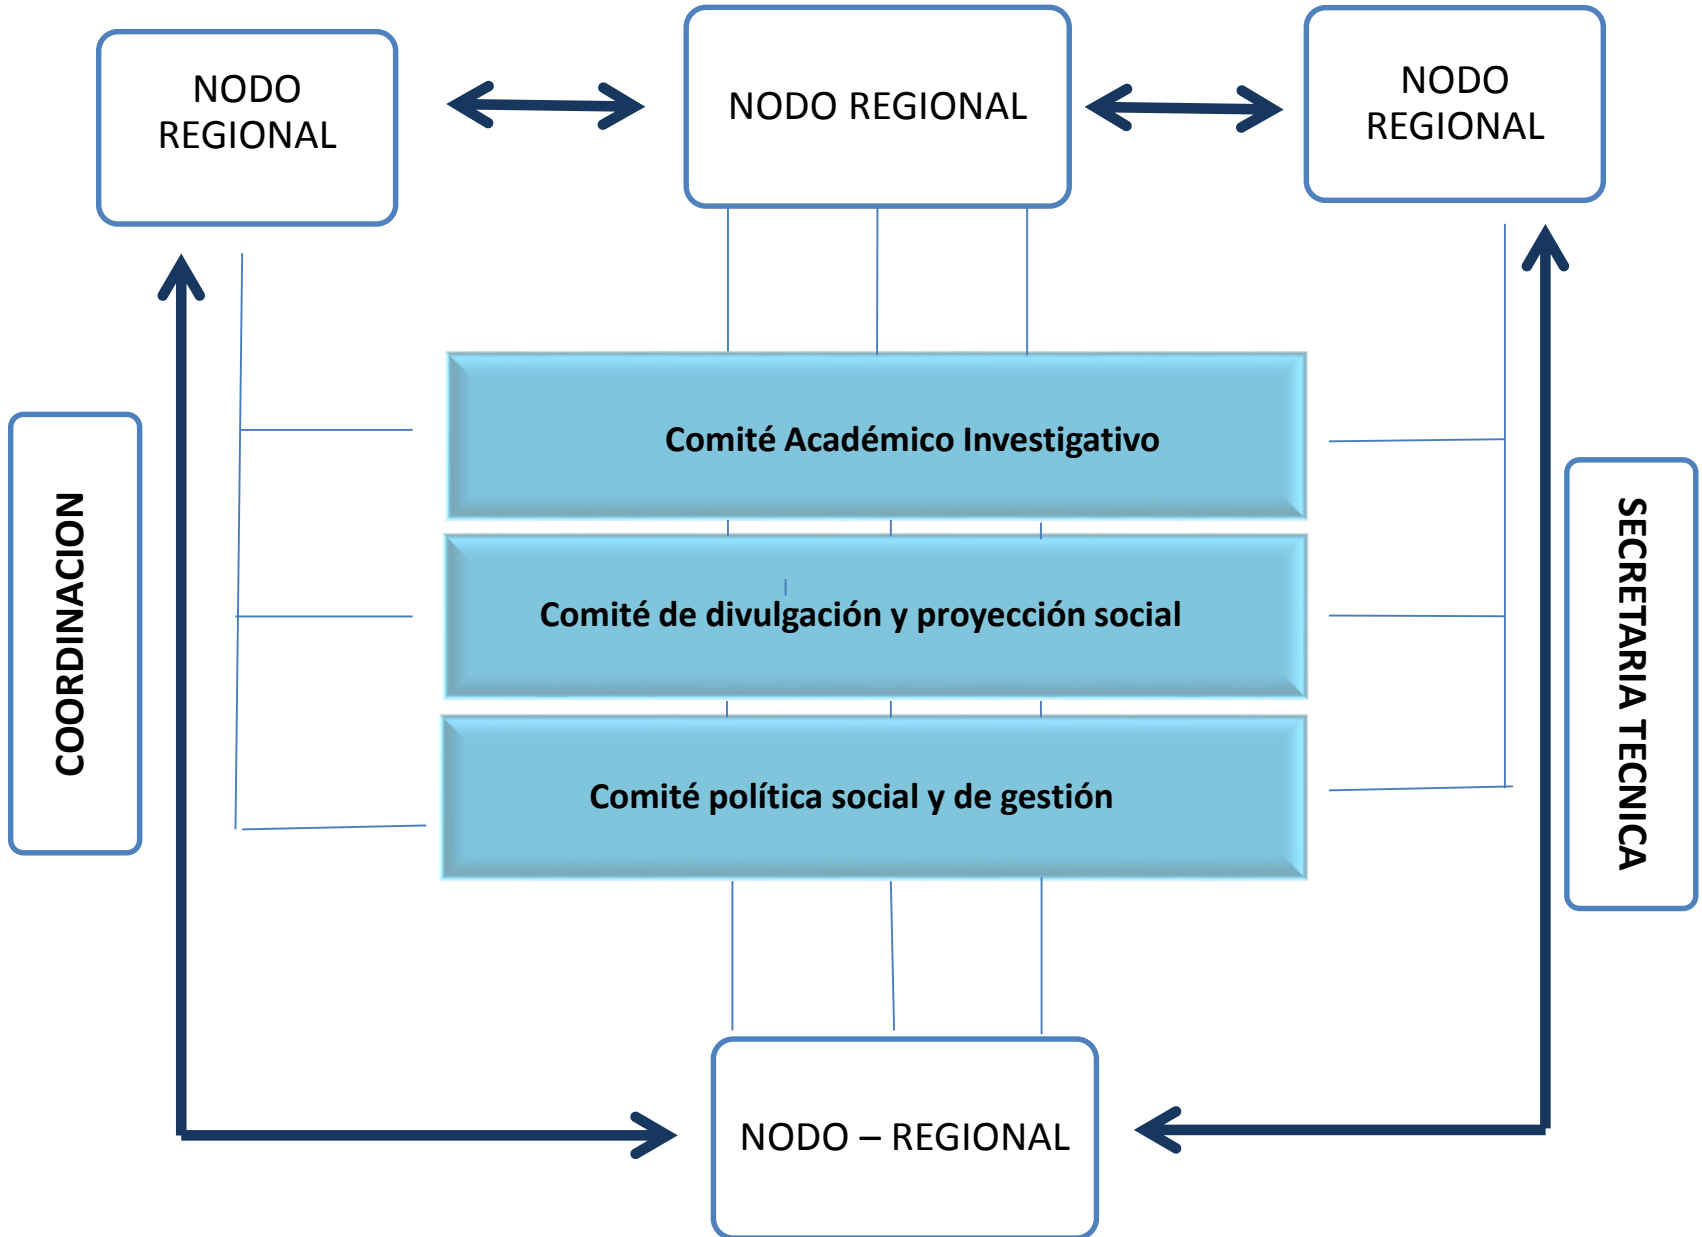 NODO
REGIONAL
NODO REGIONAL
NODO
REGIONAL
COORDINACION
Comité Académico Investigativo
Comité de divulgación y proyección social
Comité política social y de gestión
SECRETARIA TECNICA
NODO – REGIONAL